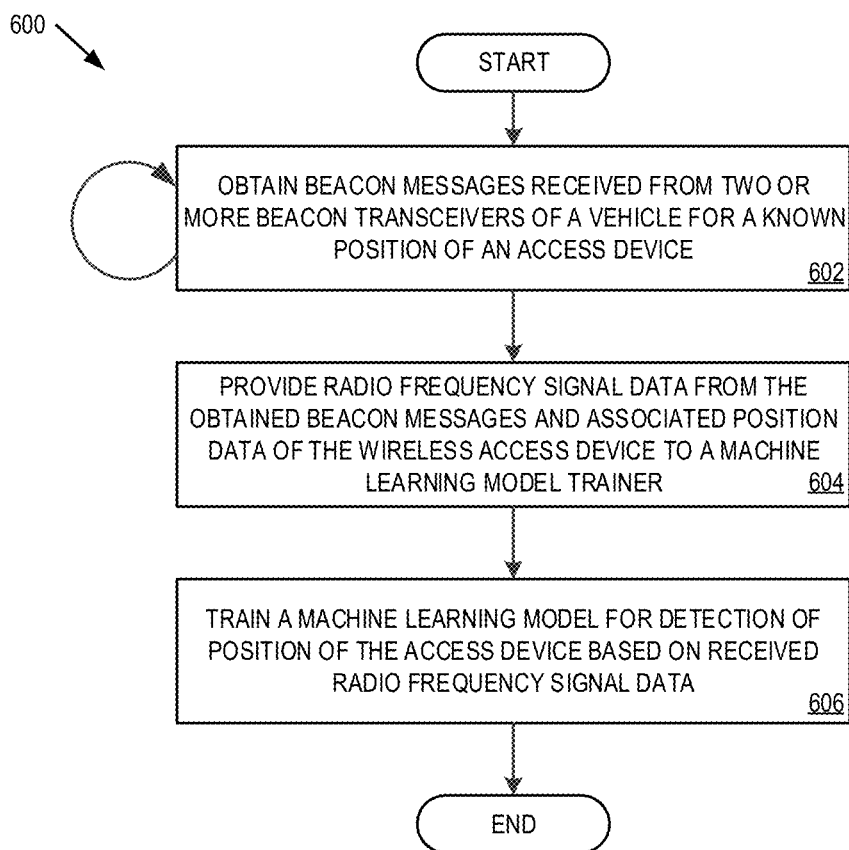 600
START
OBTAIN BEACON MESSAGES RECEIVED FROM TWO OR
MORE BEACON TRANSCEIVERS OF A VEHICLE FOR A KNOWN
POSITION OF AN ACCESS DEVICE
602
PROVIDE RADIO FREQUENCY SIGNAL DATA FROM THE
OBTAINED BEACON MESSAGES AND ASSOCIATED POSITION
DATA OF THE WIRELESS ACCESS DEVICE TO A MACHINE
LEARNING MODEL TRAINER
604
TRAIN A MACHINE LEARNING MODEL FOR DETECTION OF
POSITION OF THE ACCESS DEVICE BASED ON RECEIVED
RADIO FREQUENCY SIGNAL DATA
606
END